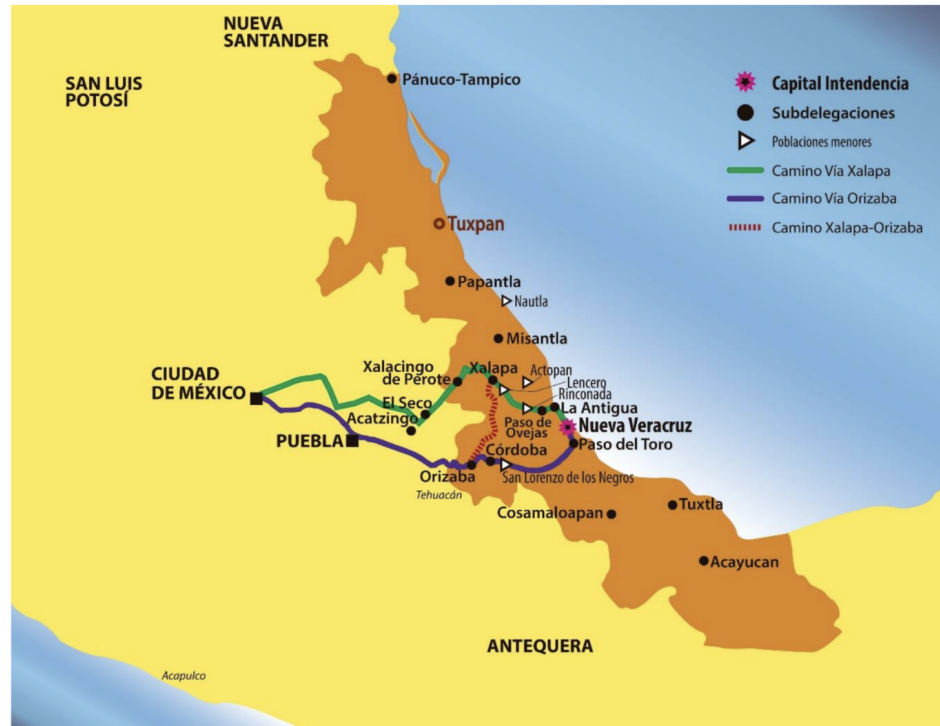 NUEVA
SANTANDER
SAN LUIS
POTOSÍ
Pánuco-Tampico
Capital Intendencia
Subdelegaciones
Poblaciones menores
Camino Vía Xalapa
Camino Vía Orizaba
Camino Xalapa-Orizaba
Tuxpan
Papantla
Nautla
Misantla
Xalacingo
de Perote
Xalapa
Actopan
Lencero
Rinconada
CIUDAD
DE MÉXICO
El Seco
Acatzingo
Paso de
Ovejas
La Antigua
Nueva Veracruz
PUEBLA
Paso del Toro
Córdoba
Orizaba
San Lorenzo de los Negros
Tehuacán
Cosamaloapan
Tuxtla
Acayucan
ANTEQUERA
Acapulco